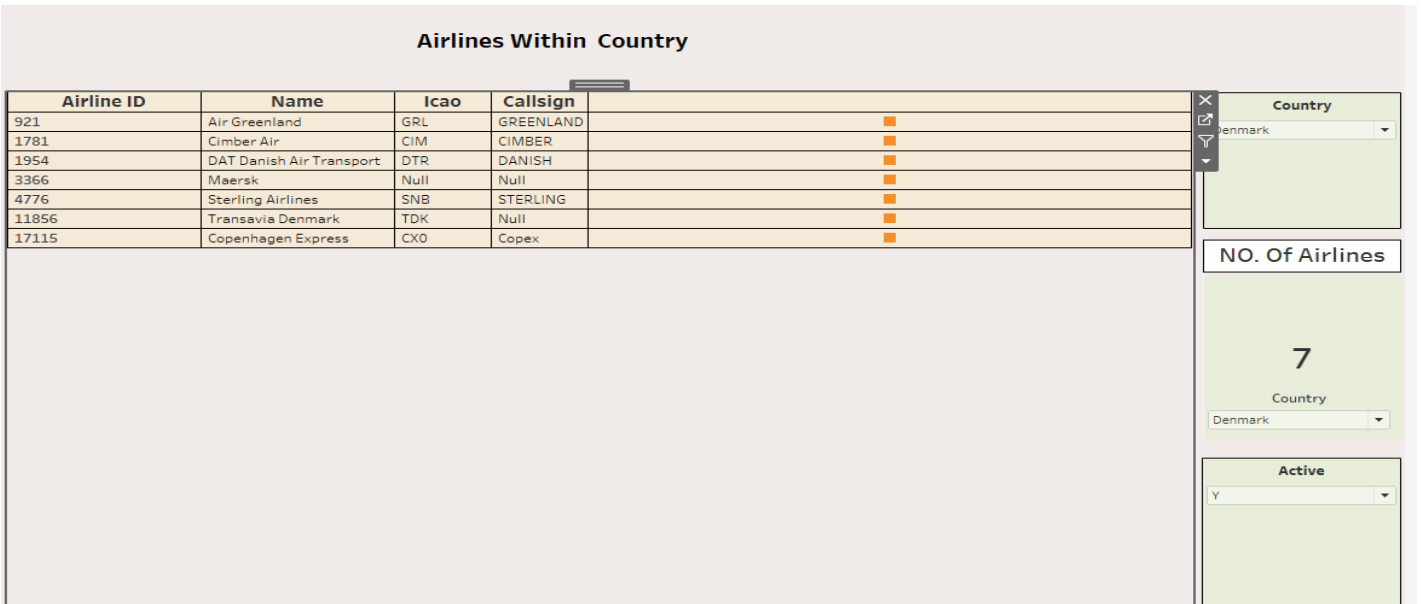 Airlines Within Country
Airline ID Name Icao Callsign
921 Air Greenland GRL GREENLAND
1781 Cimber Air CIM CIMBER
1954 DAT Danish Air Transport DTR DANISH
3366 Maersk Null Null
4776 Sterling Airlines SNB STERLING
11856 Transavia Denmark TDK Null
17115 Copenhagen Express CX0 Copex
Country
Denmark
NO. Of Airlines
7
Country
Denmark
Active
Y